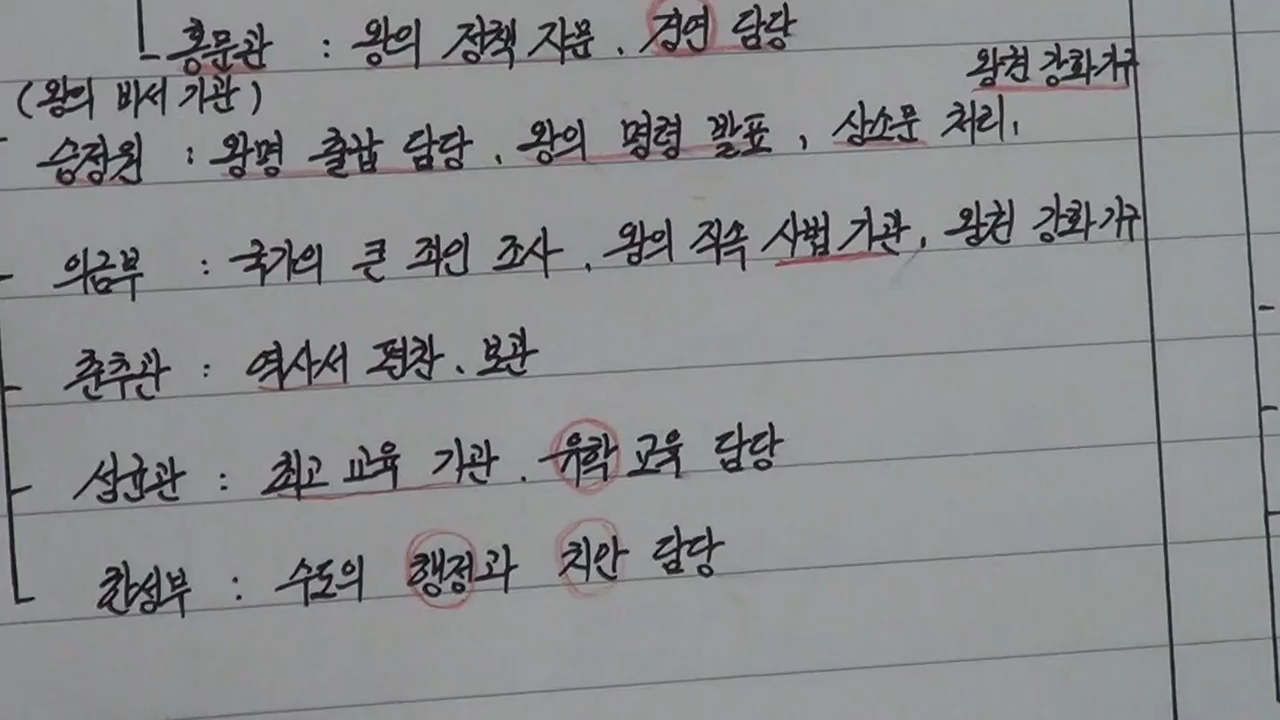 홍문관 : 왕의 정책 자문, 경연 담당
왕권 강화 기구
(왕의 비서 기관)
승정원 : 왕명 출납 담당, 왕의 명령 발표, 상소문 처리,
의금부 : 국가의 큰 죄인 조사, 왕의 직속 사법 기관, 왕권 강화 기구
춘추관 : 역사서 편찬, 보관
성균관 : 최고 교육 기관, 유학 교육 담당
한성부 : 수도의 행정과 치안 담당